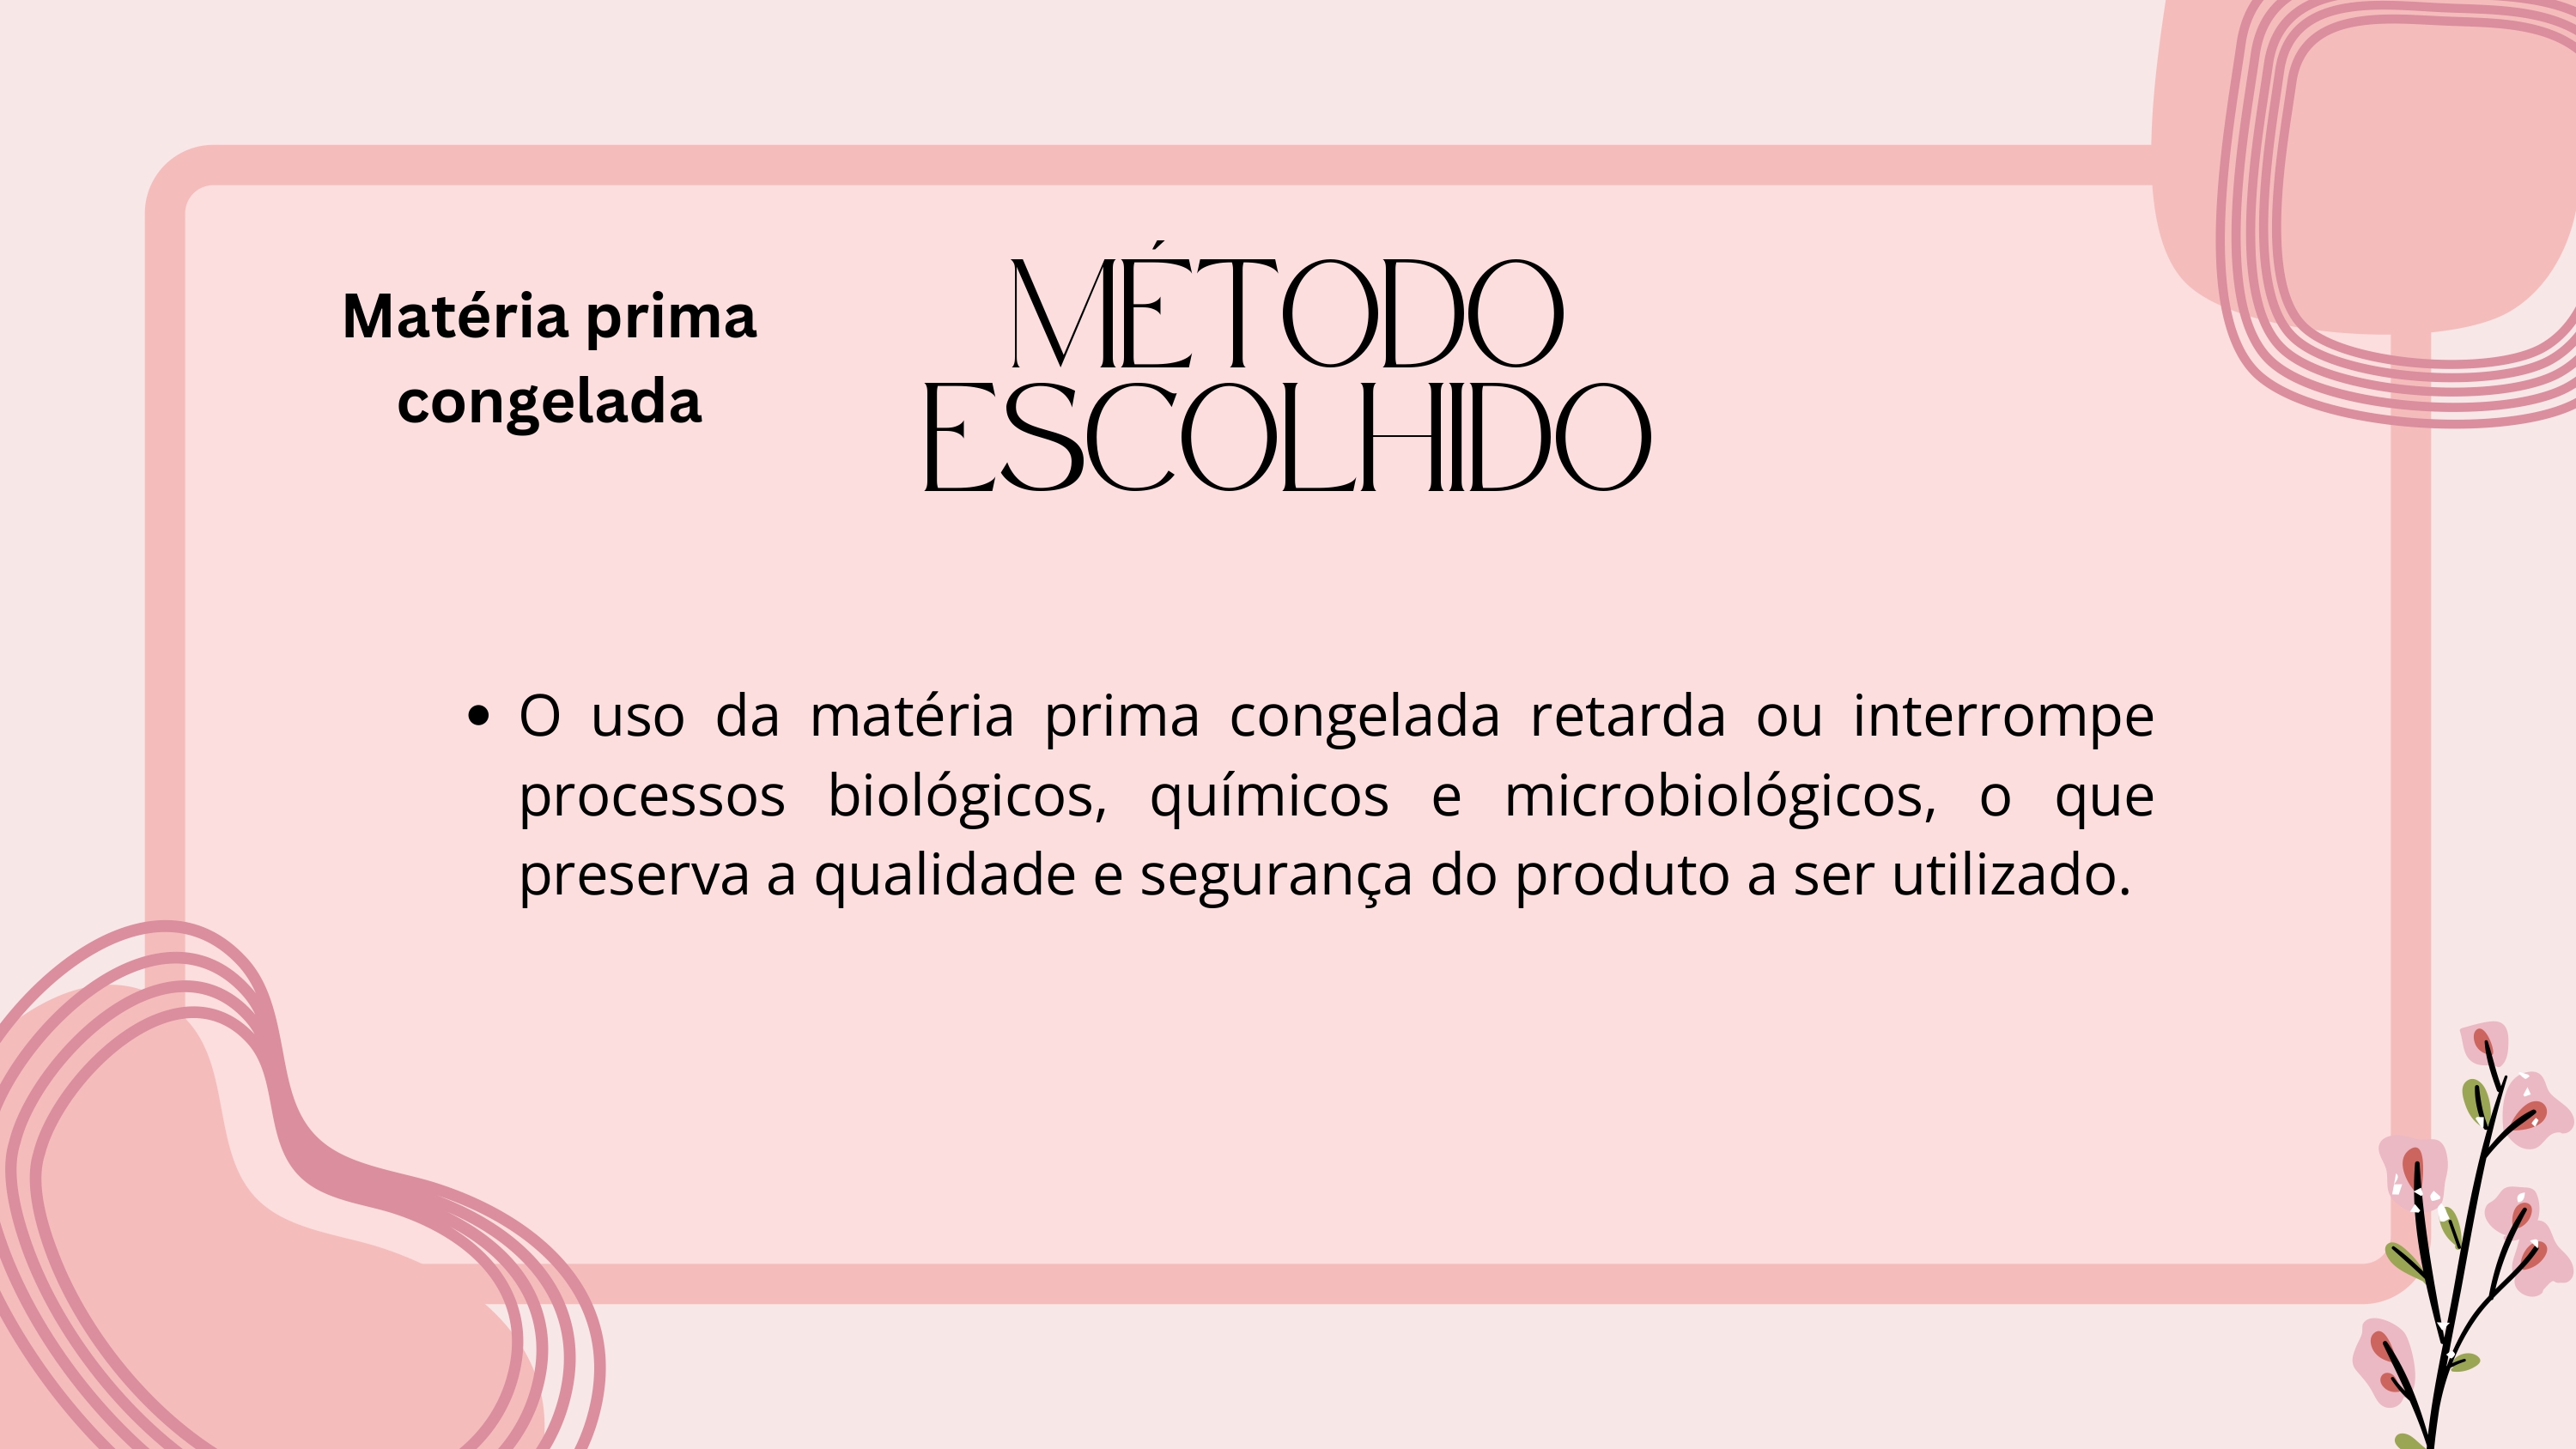 Matéria prima
congelada
MÉTODO
ESCOLHIDO
• O uso da matéria prima congelada retarda ou interrompe
processos biológicos, químicos e microbiológicos, o que
preserva a qualidade e segurança do produto a ser utilizado.